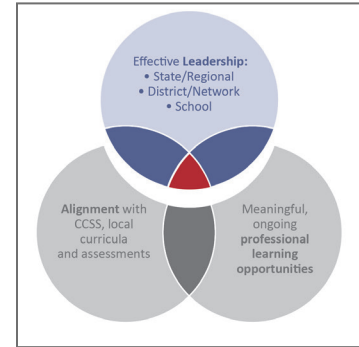 Effective Leadership:
• State/Regional
• District/Network
• School
Alignment with
CCSS, local
curricula
and assessments
Meaningful,
ongoing
professional
learning
opportunities